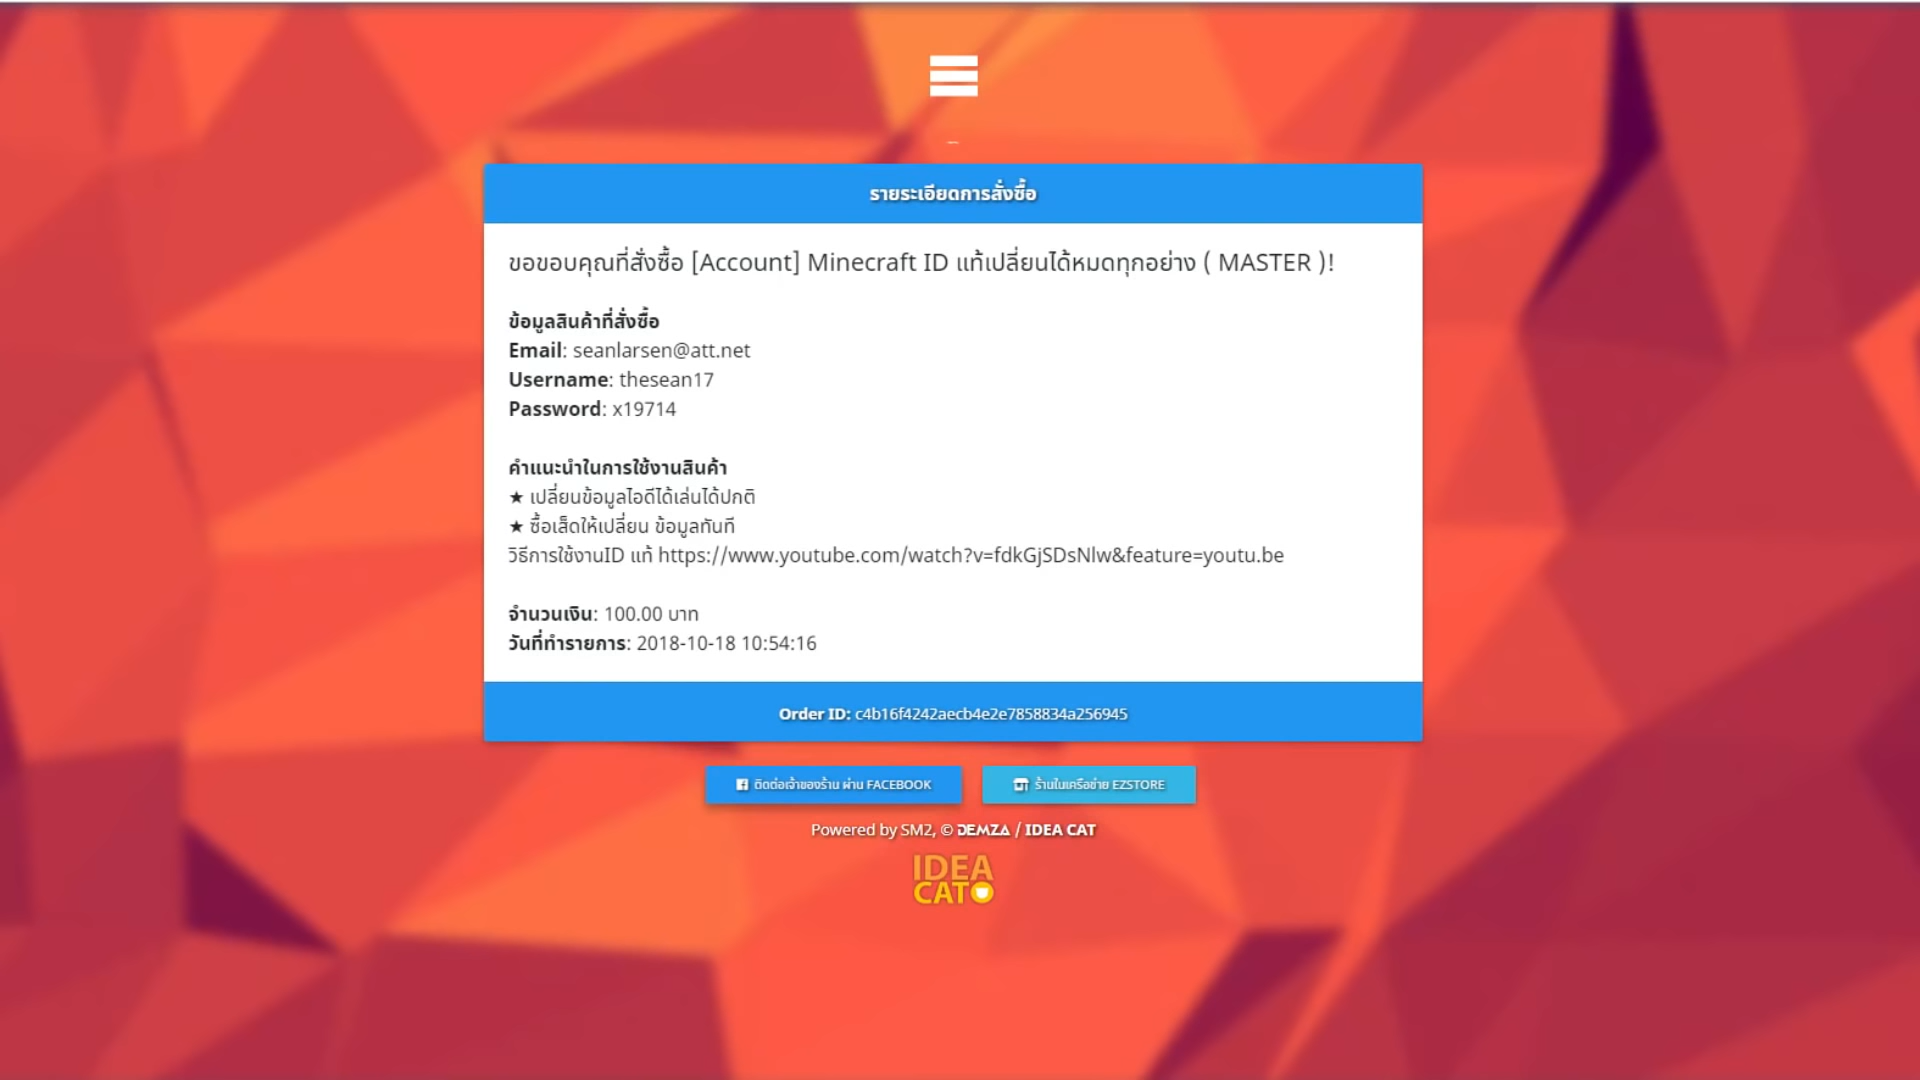 รายระเอียดการสั่งซื้อ
ขอขอบคุณที่สั่งซื้อ [Account] Minecraft ID แท้เปลี่ยนได้หมดทุกอย่าง ( MASTER )!
ข้อมูลสินค้าที่สั่งซื้อ
Email: seanlarsen@att.net
Username: thesean17
Password: x19714
คำแนะนำในการใช้งานสินค้า
★ เปลี่ยนข้อมูลไอดีได้เล่นได้ปกติ
★ ซื้อเส็ดให้เปลี่ยน ข้อมูลทันที
วิธีการใช้งานID แท้ https://www.youtube.com/watch?v=fdkGjSDsNlw&feature=youtu.be
จำนวนเงิน: 100.00 บาท
วันที่ทำรายการ: 2018-10-18 10:54:16
Order ID: c4b16f4242aecb4e2e7858834a256945
ติดต่อเจ้าของร้าน ผ่าน FACEBOOK
ร้านในเครือข่าย EZSTORE
Powered by SM2, © DEMZA / IDEA CAT
IDEA
CAT